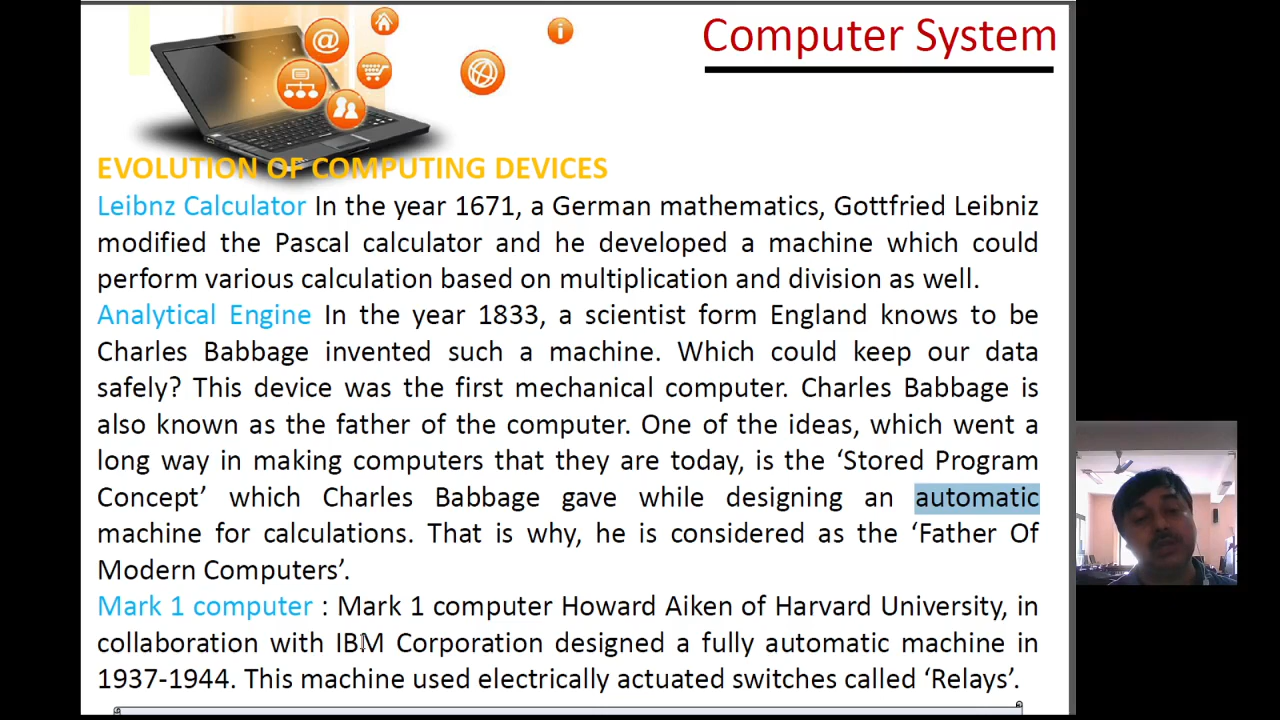 Computer System
EVOLUTION OF COMPUTING DEVICES
Leibnz Calculator In the year 1671, a German mathematics, Gottfried Leibniz
modified the Pascal calculator and he developed a machine which could
perform various calculation based on multiplication and division as well.
Analytical Engine In the year 1833, a scientist form England knows to be
Charles Babbage invented such a machine. Which could keep our data
safely? This device was the first mechanical computer. Charles Babbage is
also known as the father of the computer. One of the ideas, which went a
long way in making computers that they are today, is the ‘Stored Program
Concept’ which Charles Babbage gave while designing an automatic
machine for calculations. That is why, he is considered as the ‘Father Of
Modern Computers’.
Mark 1 computer : Mark 1 computer Howard Aiken of Harvard University, in
collaboration with IBM Corporation designed a fully automatic machine in
1937-1944. This machine used electrically actuated switches called ‘Relays’.